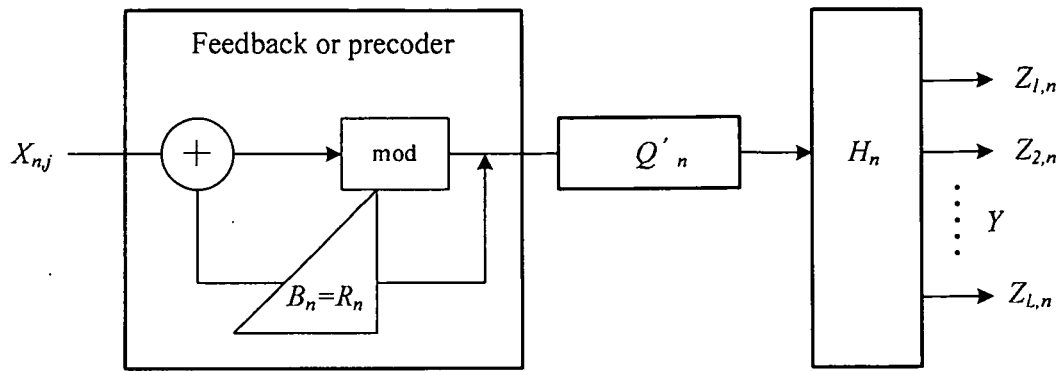 Feedback or precoder
X_{n,j}
+
mod
B_n=R_n
Q'_n
H_n
Z_{1,n}
Z_{2,n}
Y
Z_{L,n}